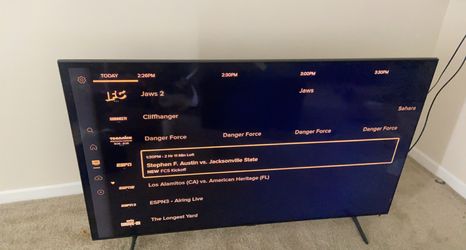 TODAY 2:26PM 2:30PM 3:00PM 3:30PM
IFC Jaws 2 Jaws
Cliffhanger Sahara
Danger Force Danger Force Danger Force Danger Force
1:30PM - 2 Hr 11 Min Left
ESPN Stephen F. Austin vs. Jacksonville State
NEW FCS Kickoff
Los Alamitos (CA) vs. American Heritage (FL)
ESPN3 ESPN3 - Airing Live
The Longest Yard